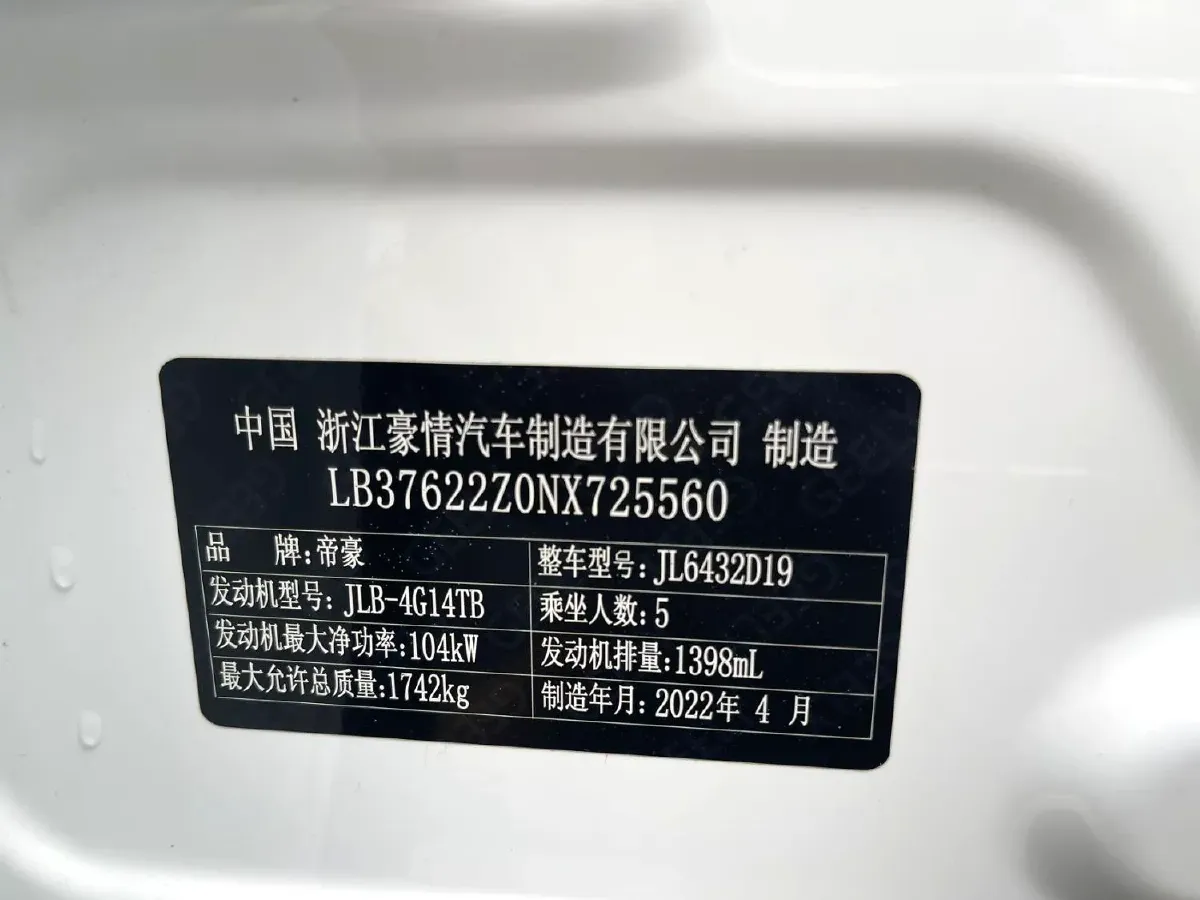 中国 浙江豪情汽车制造有限公司 制造
LB37622Z0NX725560
品 牌:帝豪 整车型号:JL6432D19
发动机型号: JLB-4G14TB 乘坐人数:5
发动机最大净功率:104kW 发动机排量:1398mL
最大允许总质量:1742kg 制造年月: 2022年 4 月